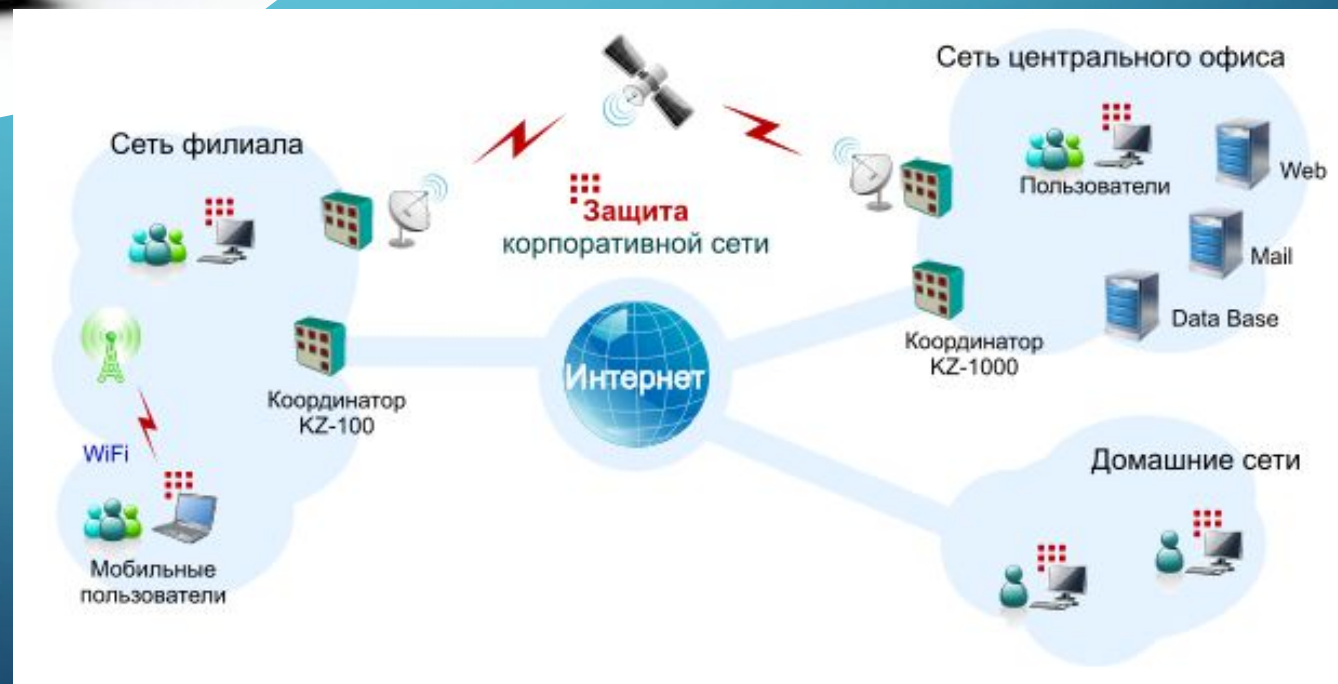 Сеть центрального офиса
Сеть филиала
Пользователи
Web
Защита
корпоративной сети
Mail
Data Base
Координатор
KZ-1000
Интернет
Координатор
KZ-100
WiFi
Домашние сети
Мобильные
пользователи